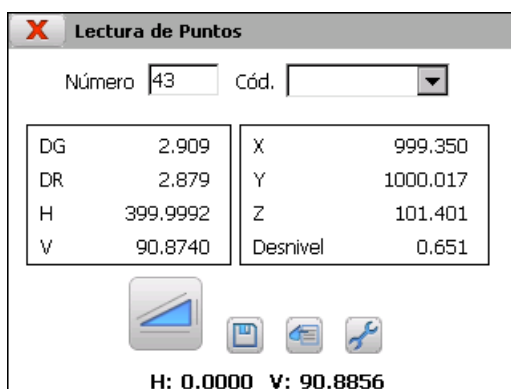 X Lectura de Puntos
Número 43 Cód.
DG 2.909 X 999.350
DR 2.879 Y 1000.017
H 399.9992 Z 101.401
V 90.8740 Desnivel 0.651
H: 0.0000 V: 90.8856